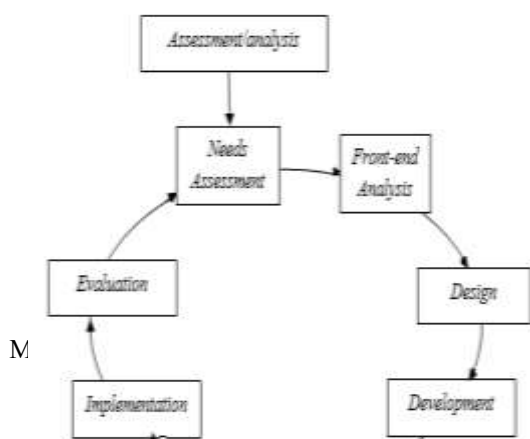 Assessment/analysis
Needs
Assessment
Front-end
Analysis
Evaluation
Design
M
Implementation
Development